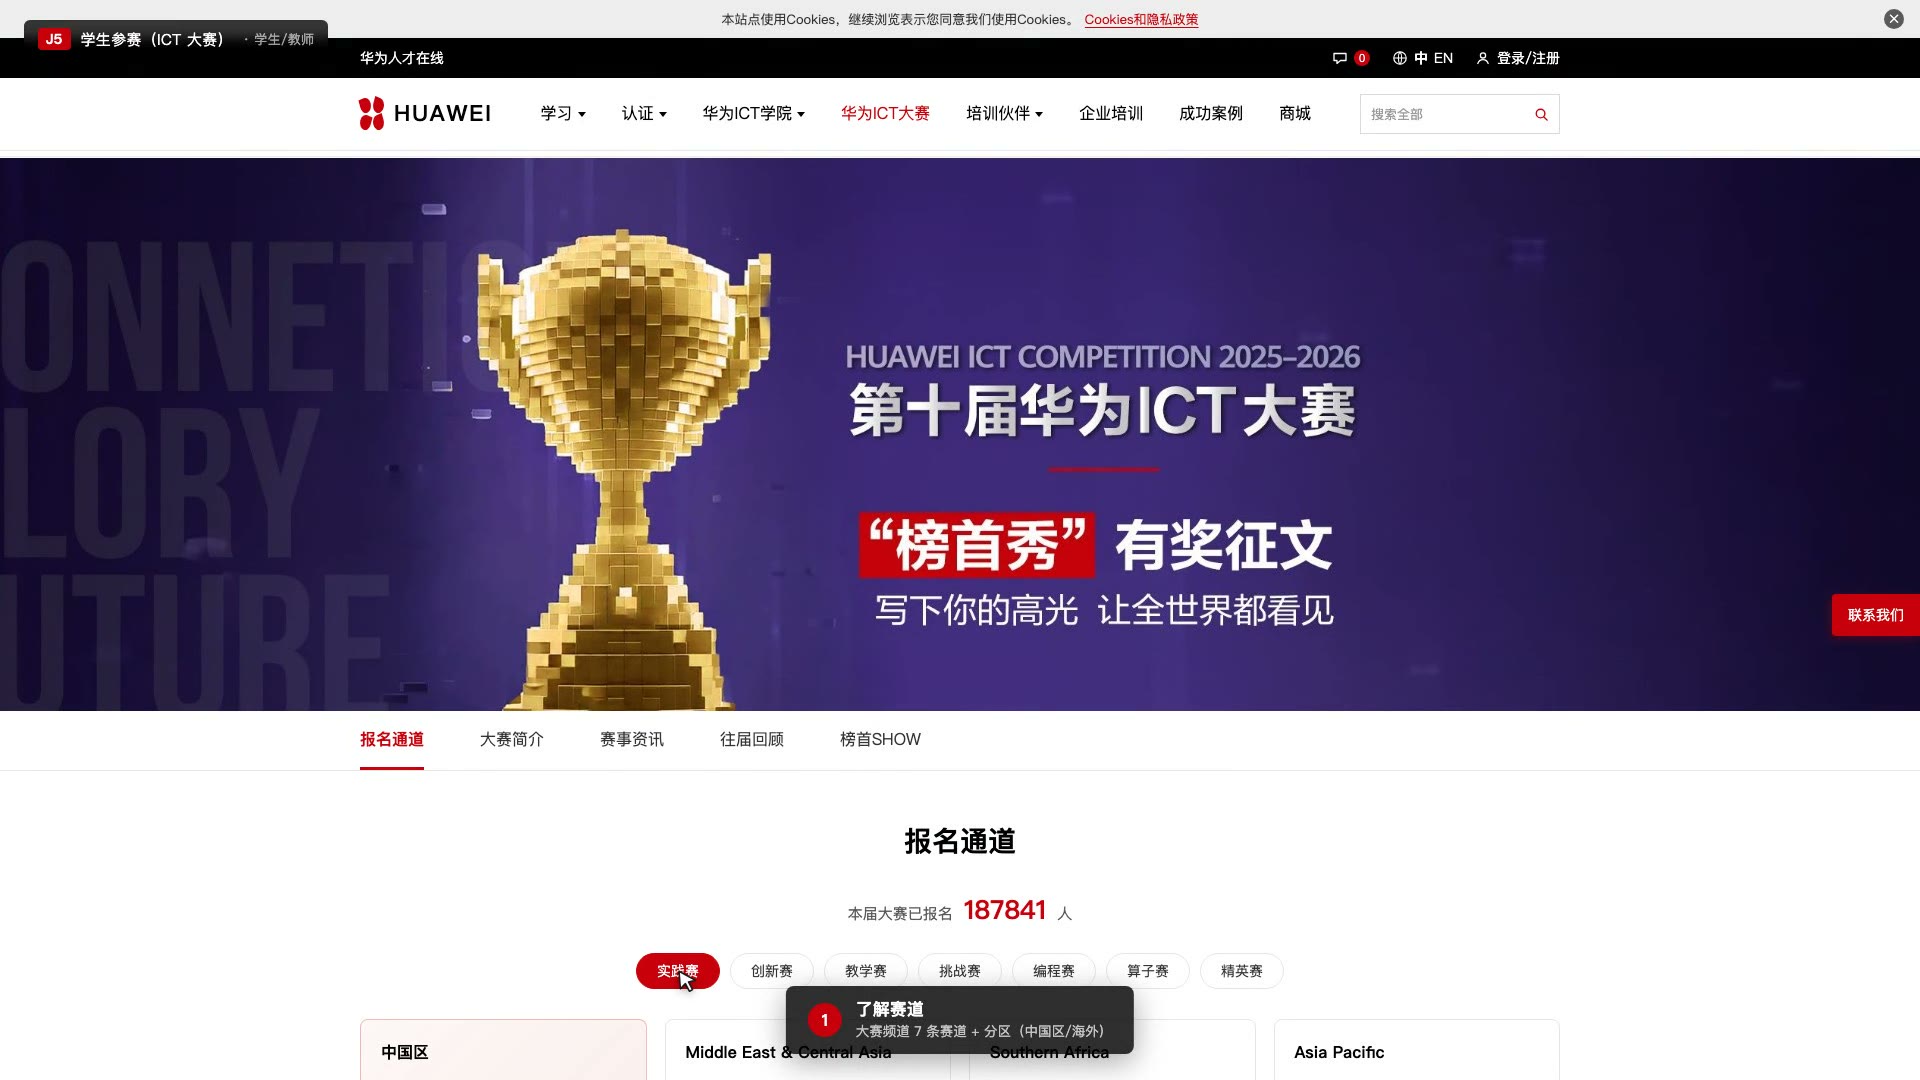 本站点使用Cookies，继续浏览表示您同意我们使用Cookies。 Cookies和隐私政策
J5 学生参赛（ICT 大赛） · 学生/教师
华为人才在线
0 中 EN 登录/注册
HUAWEI 学习 认证 华为ICT学院 华为ICT大赛 培训伙伴 企业培训 成功案例 商城 搜索全部
ONNETIO
LORY
UTURE
HUAWEI ICT COMPETITION 2025–2026
第十届华为ICT大赛
“榜首秀” 有奖征文
写下你的高光 让全世界都看见
联系我们
报名通道 大赛简介 赛事资讯 往届回顾 榜首SHOW
报名通道
本届大赛已报名 187841 人
实践赛 创新赛 教学赛 挑战赛 编程赛 算子赛 精英赛
1 了解赛道
大赛频道 7 条赛道 + 分区（中国区/海外）
中国区 Middle East & Central Asia Southern Africa Asia Pacific